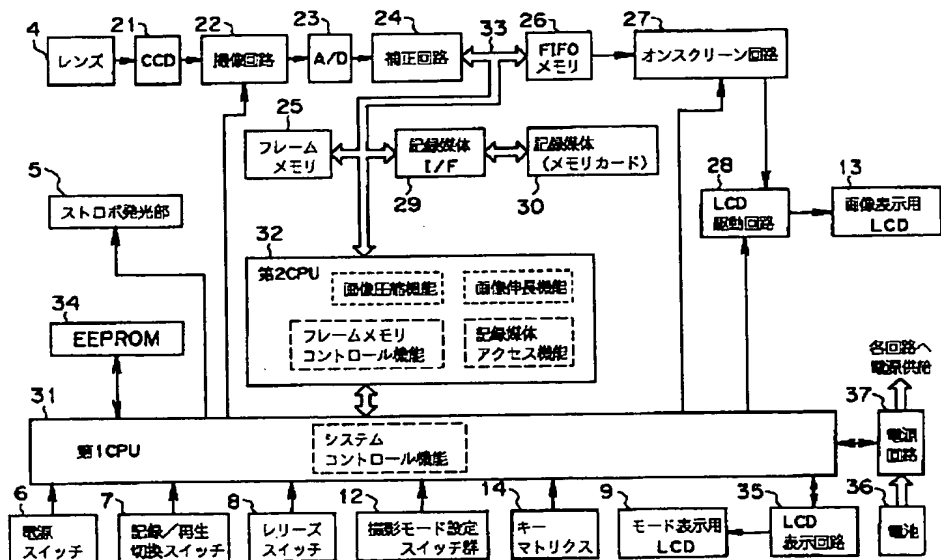 4
レンズ
21
CCD
22
撮像回路
23
A/D
24
補正回路
33
26
FIFO
メモリ
27
オンスクリーン回路
25
フレーム
メモリ
記録媒体
I/F
29
記録媒体
(メモリカード)
30
5
ストロボ発光部
28
LCD
駆動回路
13
画像表示用
LCD
32
第2CPU
画像圧縮機能
画像伸長機能
フレームメモリ
コントロール機能
記録媒体
アクセス機能
34
EEPROM
各回路へ
電源供給
31
第1CPU
システム
コントロール機能
37
電源
回路
6
電源
スイッチ
7
記録/再生
切換スイッチ
8
レリーズ
スイッチ
12
撮影モード設定
スイッチ群
14
キー
マトリクス
9
モード表示用
LCD
35
LCD
表示回路
36
電池